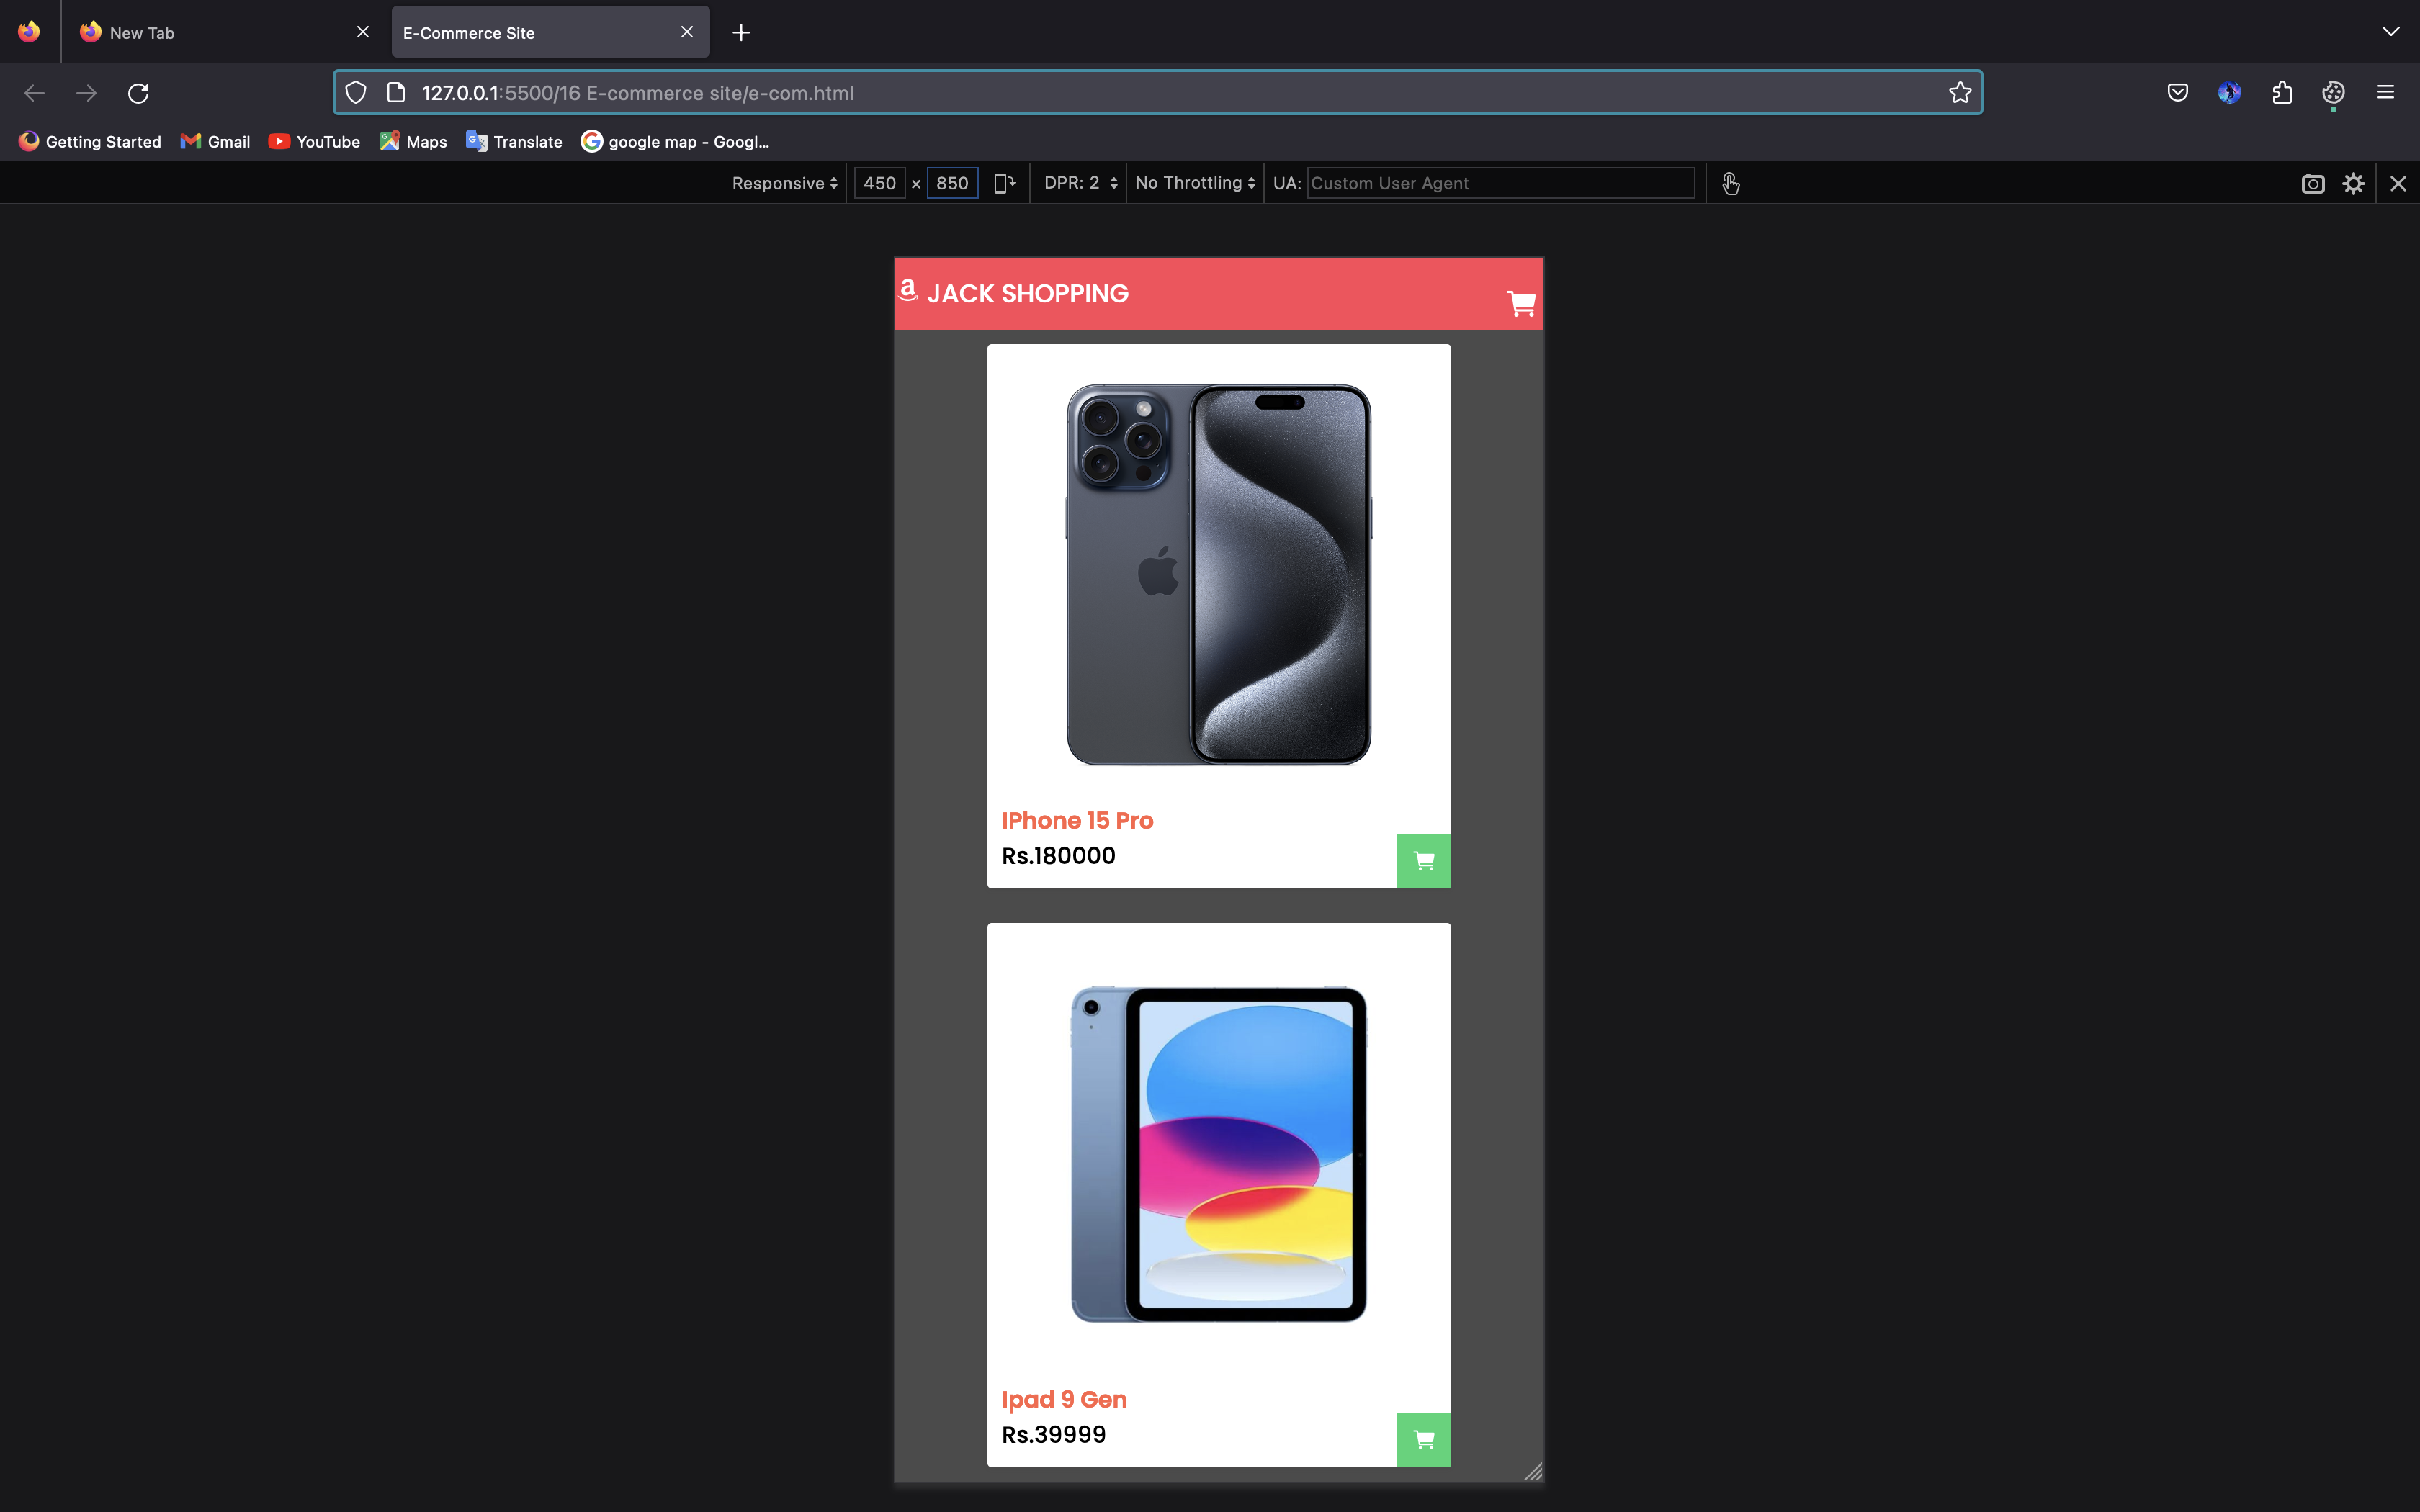 New Tab
E-Commerce Site
127.0.0.1:5500/16 E-commerce site/e-com.html
Getting Started Gmail YouTube Maps Translate google map - Googl...
Responsive 450 × 850 DPR: 2 No Throttling UA: Custom User Agent
JACK SHOPPING
IPhone 15 Pro
Rs.180000
Ipad 9 Gen
Rs.39999